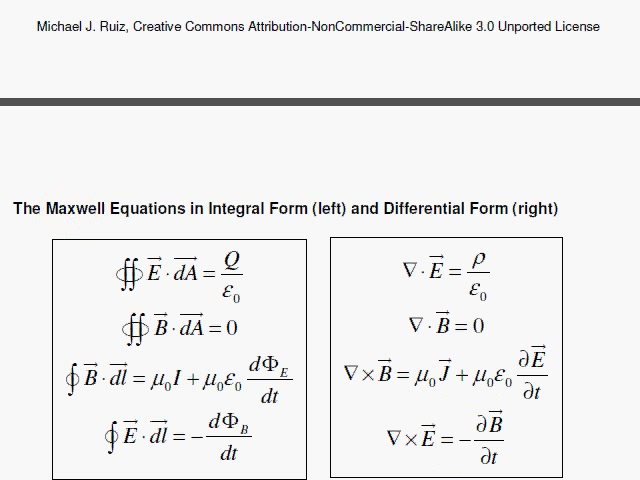 Michael J. Ruiz, Creative Commons Attribution-NonCommercial-ShareAlike 3.0 Unported License
The Maxwell Equations in Integral Form (left) and Differential Form (right)
∯ E⃗ · dA⃗ = Q/ε₀
∯ B⃗ · dA⃗ = 0
∮ B⃗ · dl⃗ = μ₀I + μ₀ε₀ dΦ_E/dt
∮ E⃗ · dl⃗ = − dΦ_B/dt
∇ · E⃗ = ρ/ε₀
∇ · B⃗ = 0
∇ × B⃗ = μ₀J⃗ + μ₀ε₀ ∂E⃗/∂t
∇ × E⃗ = − ∂B⃗/∂t